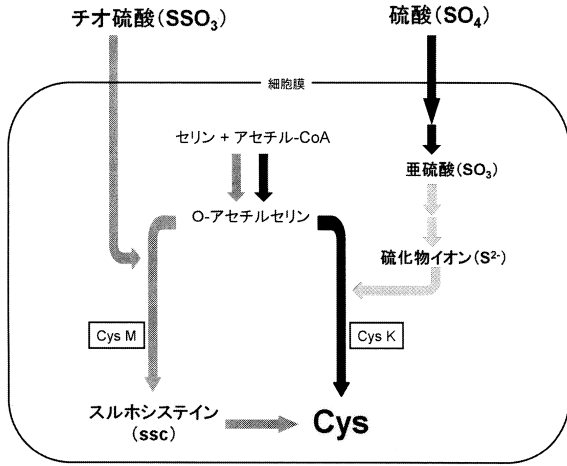 チオ硫酸(SSO₃)
硫酸(SO₄)
細胞膜
セリン + アセチル-CoA
亜硫酸(SO₃)
O-アセチルセリン
硫化物イオン(S²⁻)
Cys M
Cys K
スルホシステイン
(ssc)
Cys